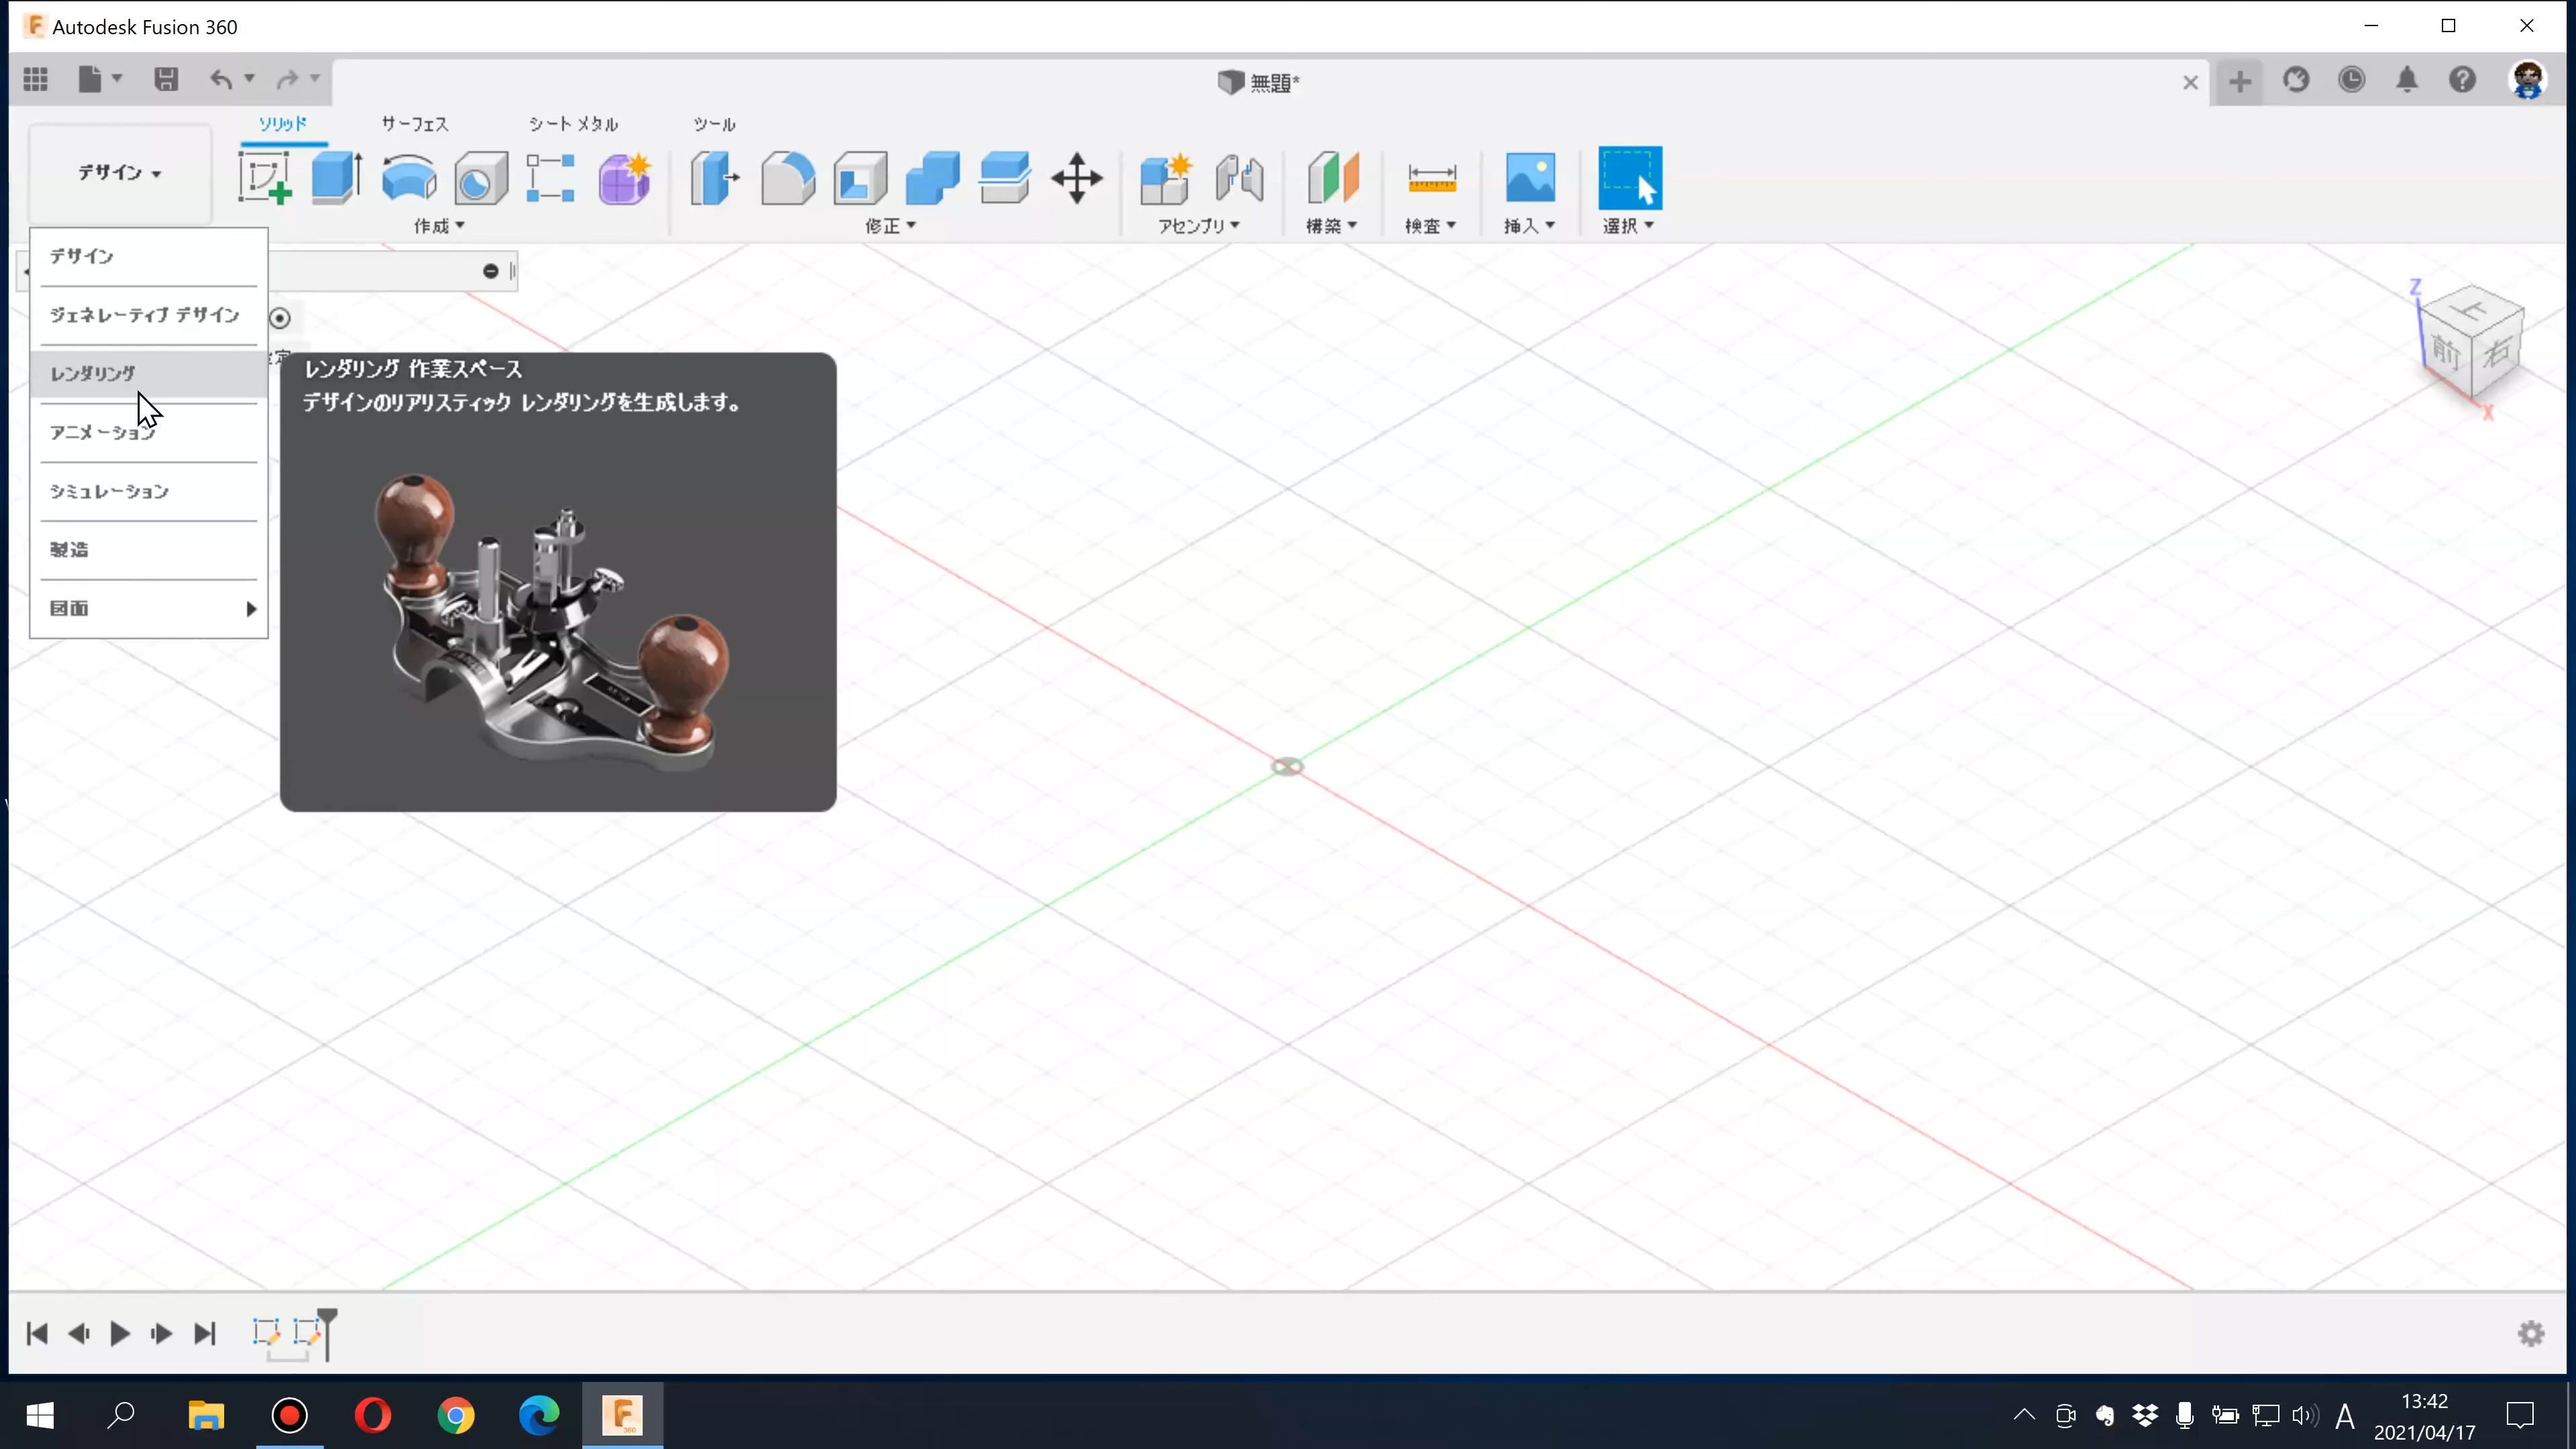 Autodesk Fusion 360
無題*
ソリッド サーフェス シート メタル ツール
デザイン
作成 修正 アセンブリ 構築 検査 挿入 選択
デザイン
ジェネレーティブ デザイン
レンダリング
アニメーション
シミュレーション
製造
図面
レンダリング 作業スペース
デザインのリアリスティック レンダリングを生成します。
Z
上
前
右
X
360
A
13:42
2021/04/17